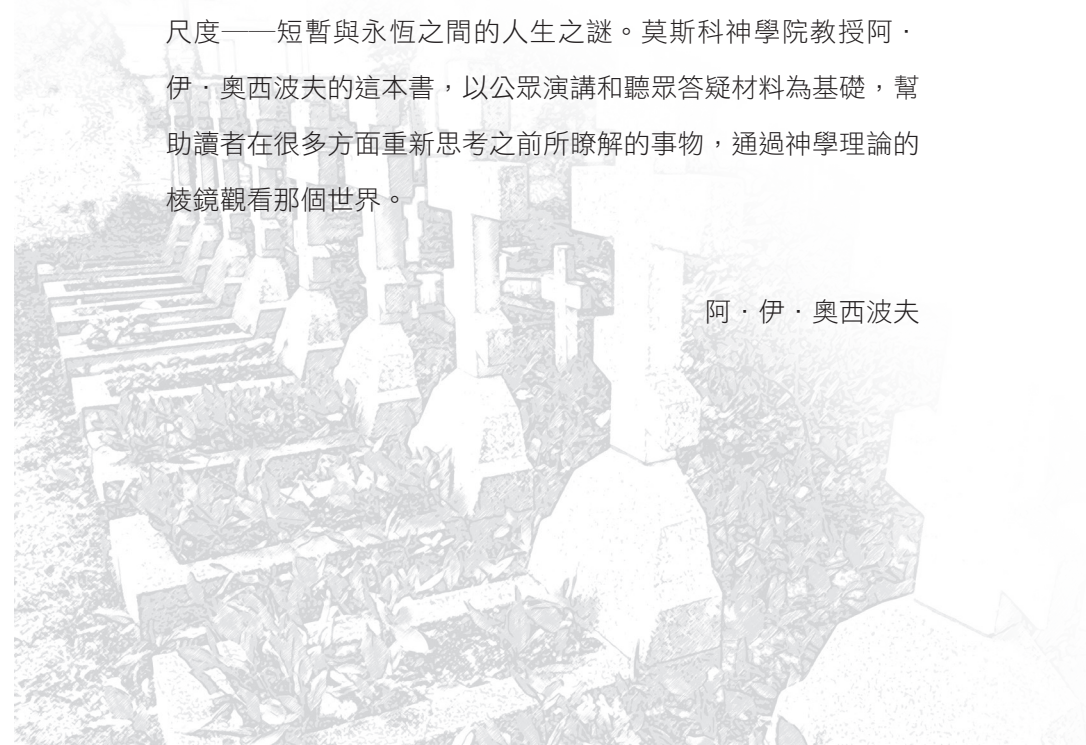 尺度——短暫與永恆之間的人生之謎。莫斯科神學院教授阿·
伊·奧西波夫的這本書，以公眾演講和聽眾答疑材料為基礎，幫
助讀者在很多方面重新思考之前所瞭解的事物，通過神學理論的
棱鏡觀看那個世界。
阿·伊·奧西波夫